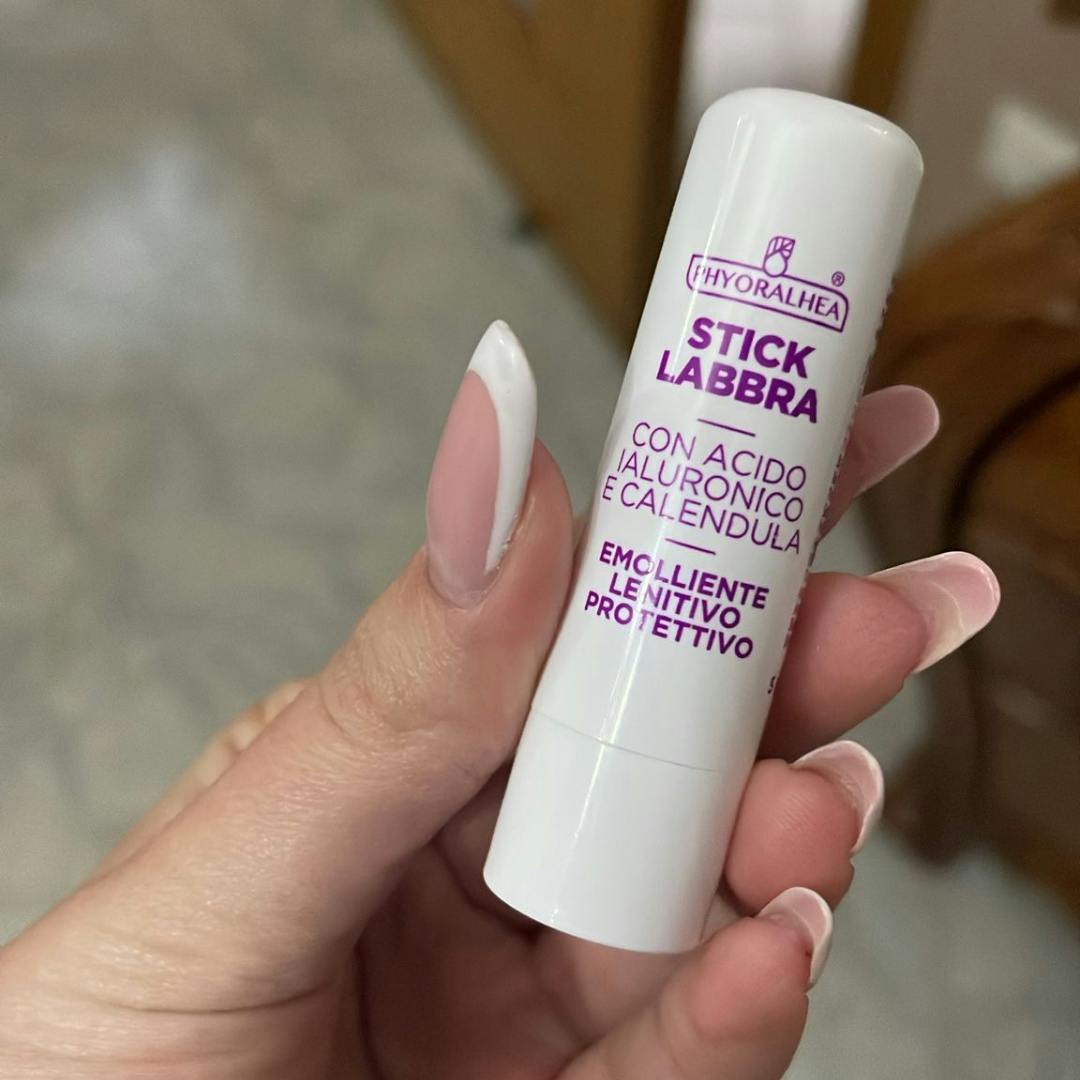 PHYORALHEA®
STICK
LABBRA
CON ACIDO
IALURONICO
E CALENDULA
EMOLLIENTE
LENITIVO
PROTETTIVO